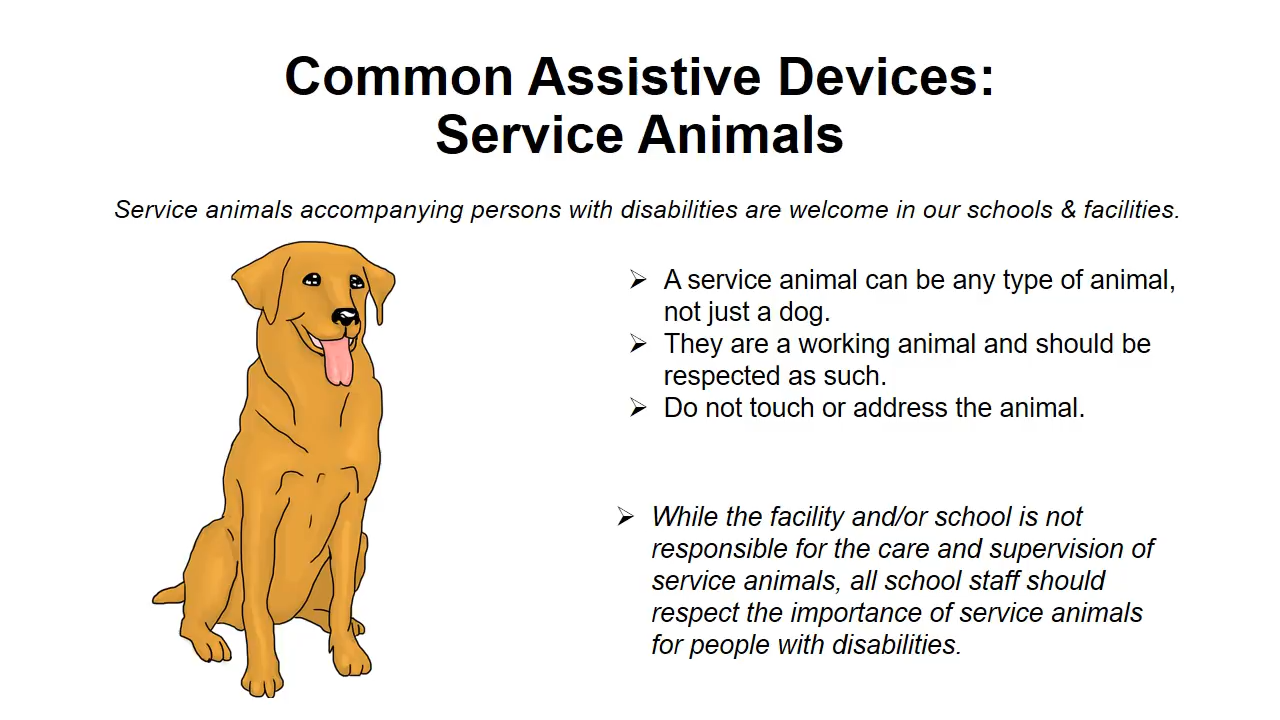 Common Assistive Devices:
Service Animals
Service animals accompanying persons with disabilities are welcome in our schools & facilities.
➢ A service animal can be any type of animal,
not just a dog.
➢ They are a working animal and should be
respected as such.
➢ Do not touch or address the animal.
➢ While the facility and/or school is not
responsible for the care and supervision of
service animals, all school staff should
respect the importance of service animals
for people with disabilities.